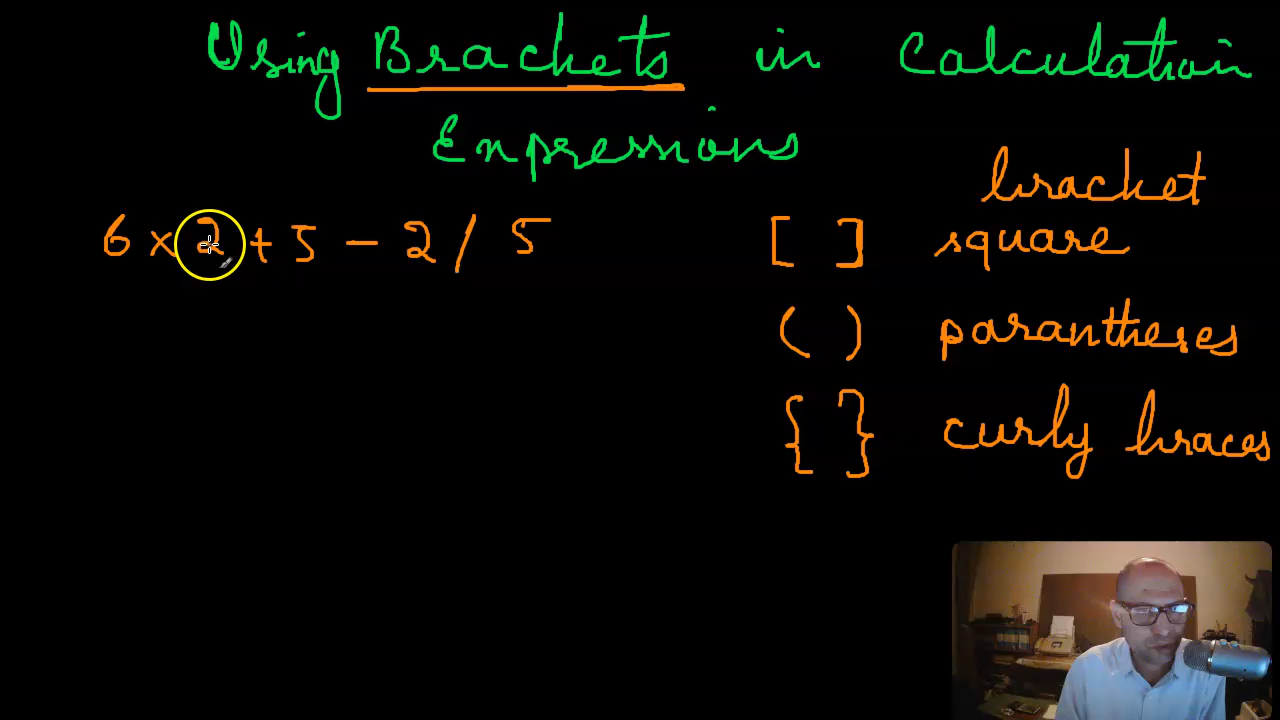 Using Brackets in Calculation
Expressions
6 × 2 + 5 - 2 / 5
bracket
[ ] square
( ) parantheses
{ } curly braces